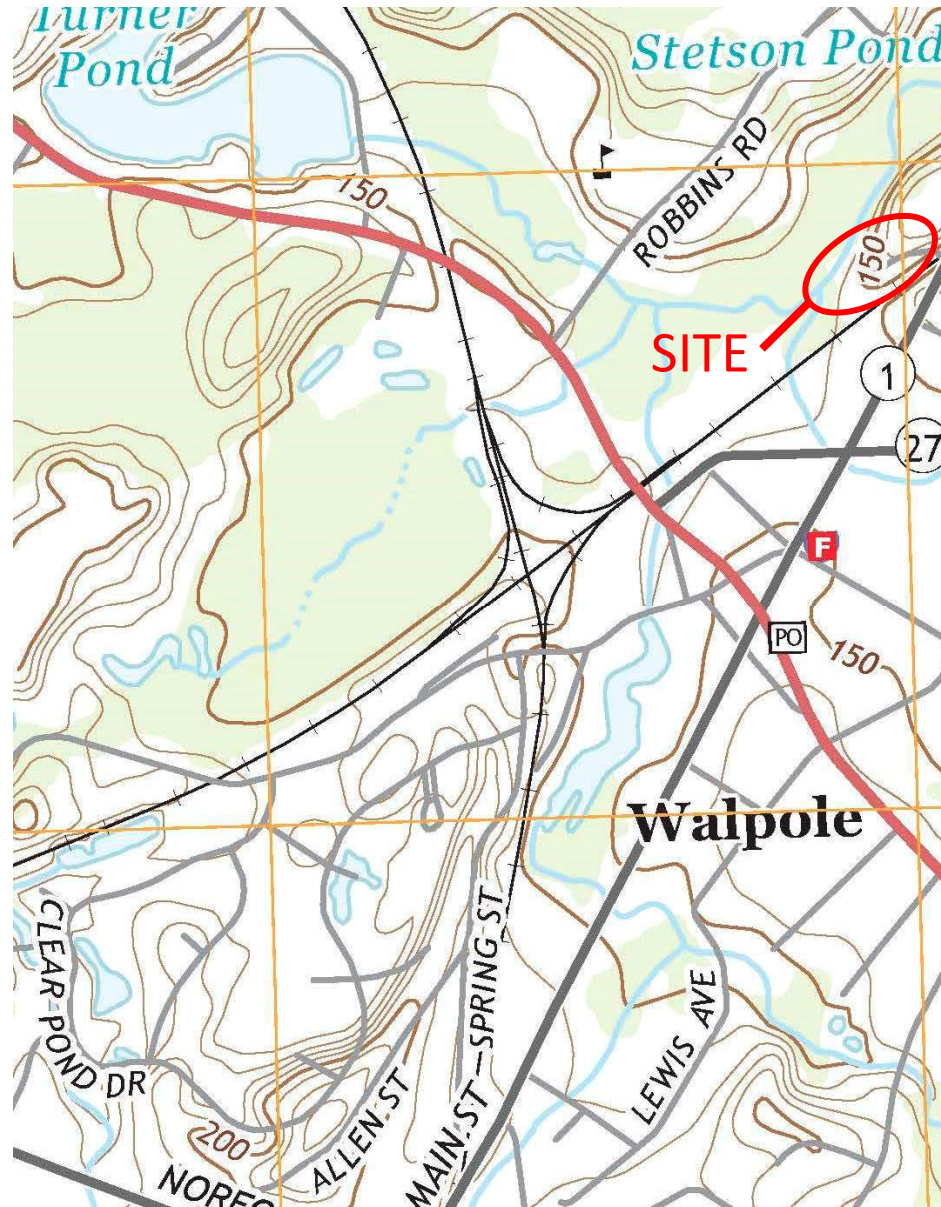 Turner
Pond
Stetson Pond
ROBBINS RD
150
150
SITE
1
27
F
PO
150
Walpole
CLEAR POND DR
SPRING ST
LEWIS AVE
ALLEN ST
MAIN ST
200
NORFO